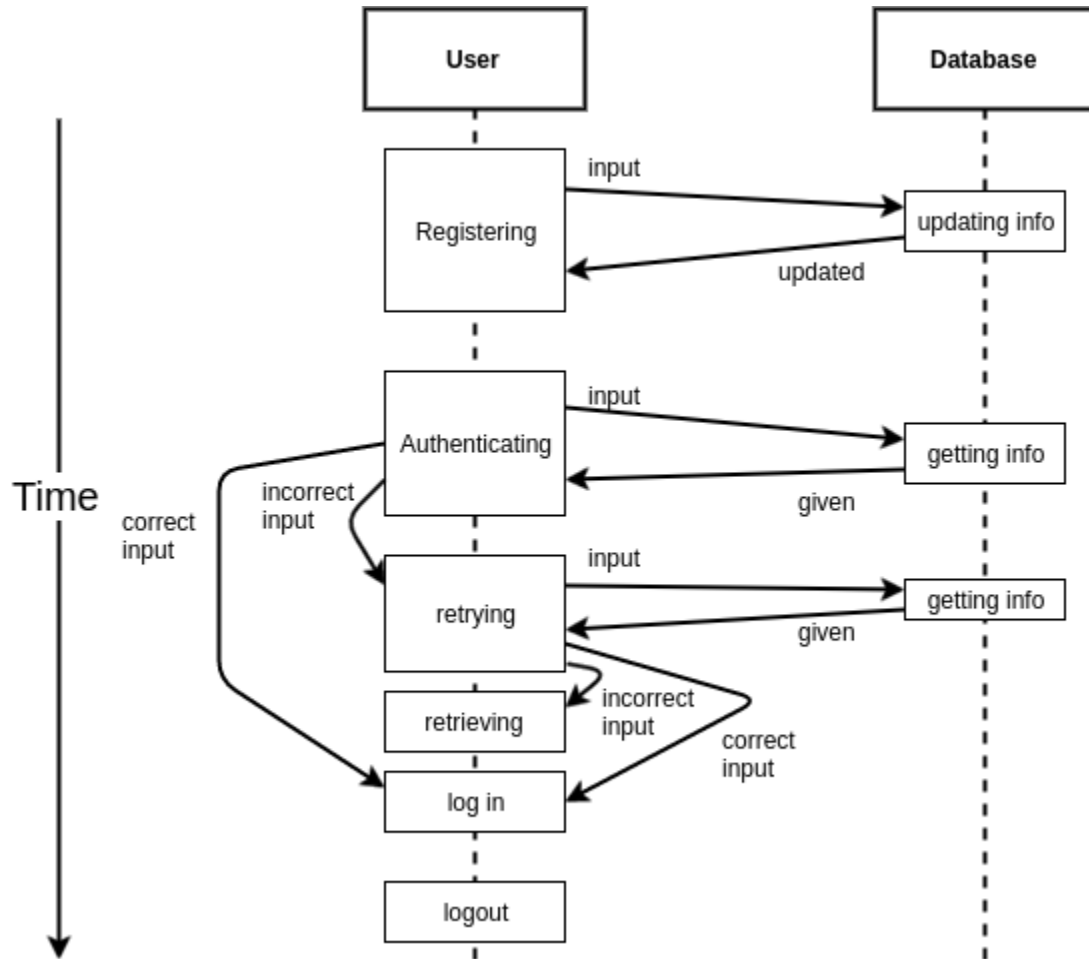 User
Database
input
Registering
updating info
updated
input
Authenticating
getting info
Time
incorrect
input
given
correct
input
input
retrying
getting info
given
incorrect
input
retrieving
correct
input
log in
logout